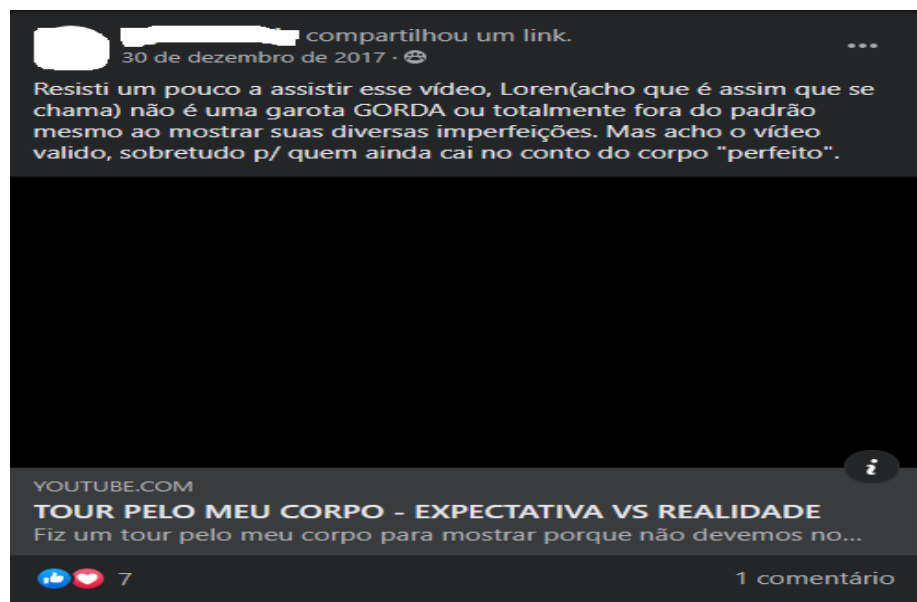 compartilhou um link.
30 de dezembro de 2017 ·
Resisti um pouco a assistir esse vídeo, Loren(acho que é assim que se
chama) não é uma garota GORDA ou totalmente fora do padrão
mesmo ao mostrar suas diversas imperfeições. Mas acho o vídeo
valido, sobretudo p/ quem ainda cai no conto do corpo "perfeito".
YOUTUBE.COM
TOUR PELO MEU CORPO - EXPECTATIVA VS REALIDADE
Fiz um tour pelo meu corpo para mostrar porque não devemos no...
7
1 comentário